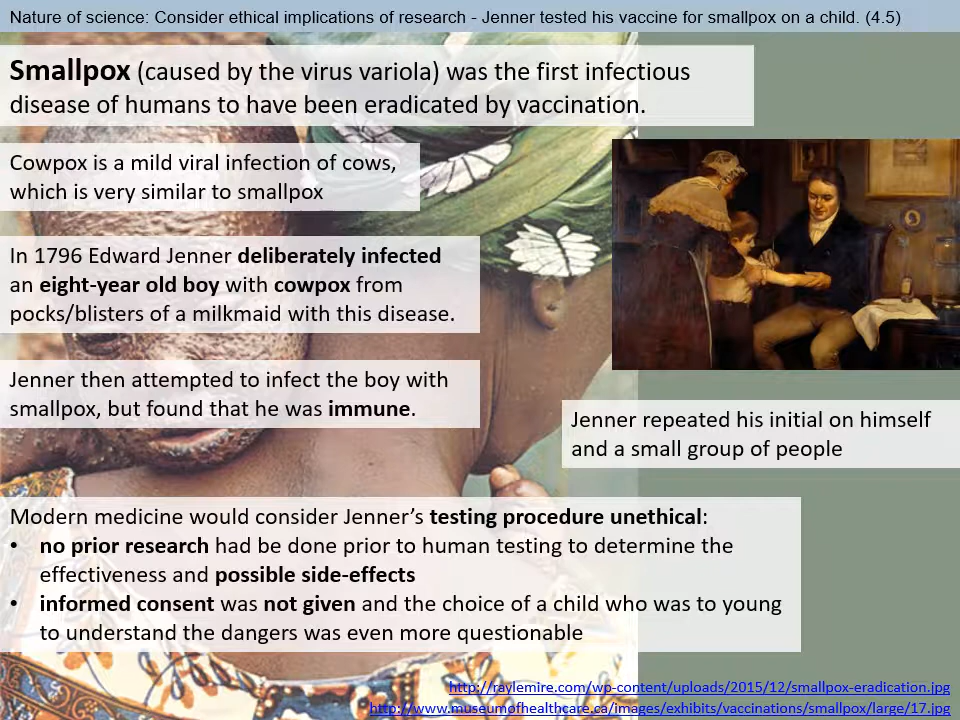 Nature of science: Consider ethical implications of research - Jenner tested his vaccine for smallpox on a child. (4.5)
Smallpox (caused by the virus variola) was the first infectious
disease of humans to have been eradicated by vaccination.
Cowpox is a mild viral infection of cows,
which is very similar to smallpox
In 1796 Edward Jenner deliberately infected
an eight-year old boy with cowpox from
pocks/blisters of a milkmaid with this disease.
Jenner then attempted to infect the boy with
smallpox, but found that he was immune.
Jenner repeated his initial on himself
and a small group of people
Modern medicine would consider Jenner's testing procedure unethical:
• no prior research had be done prior to human testing to determine the
effectiveness and possible side-effects
• informed consent was not given and the choice of a child who was to young
to understand the dangers was even more questionable
http://raylemire.com/wp-content/uploads/2015/12/smallpox-eradication.jpg
http://www.museumofhealthcare.ca/images/exhibits/vaccinations/smallpox/large/17.jpg